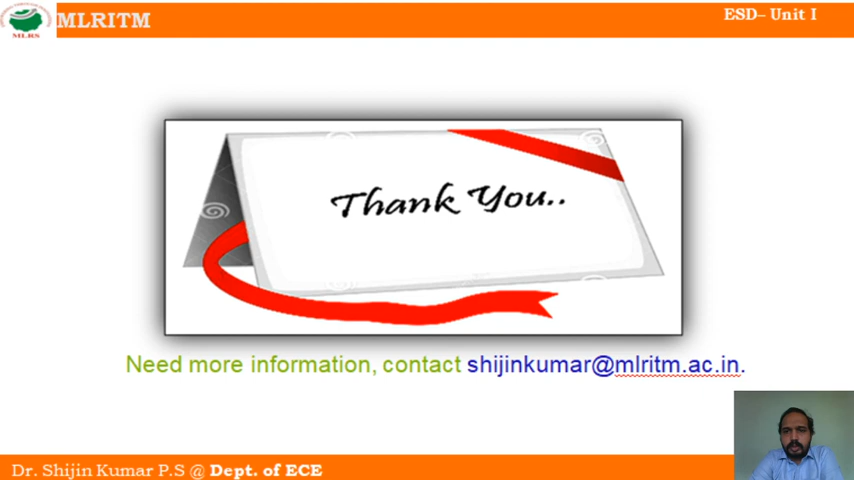 MLRS
MLRITM
ESD– Unit I
Thank You..
Need more information, contact shijinkumar@mlritm.ac.in.
Dr. Shijin Kumar P.S @ Dept. of ECE